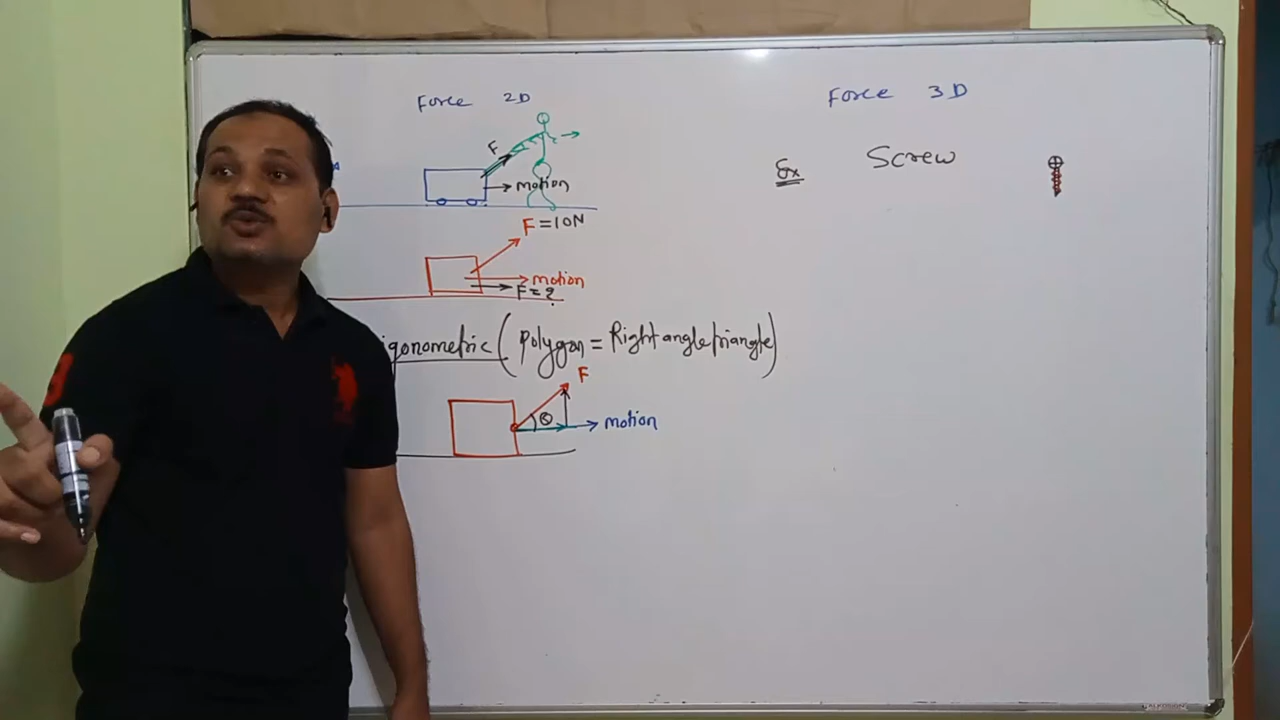 Force 2D
F
motion
F=10N
motion
F=?
igonometric (Polygon = Right angle triangle)
F
θ
motion
Force 3D
Ex Screw